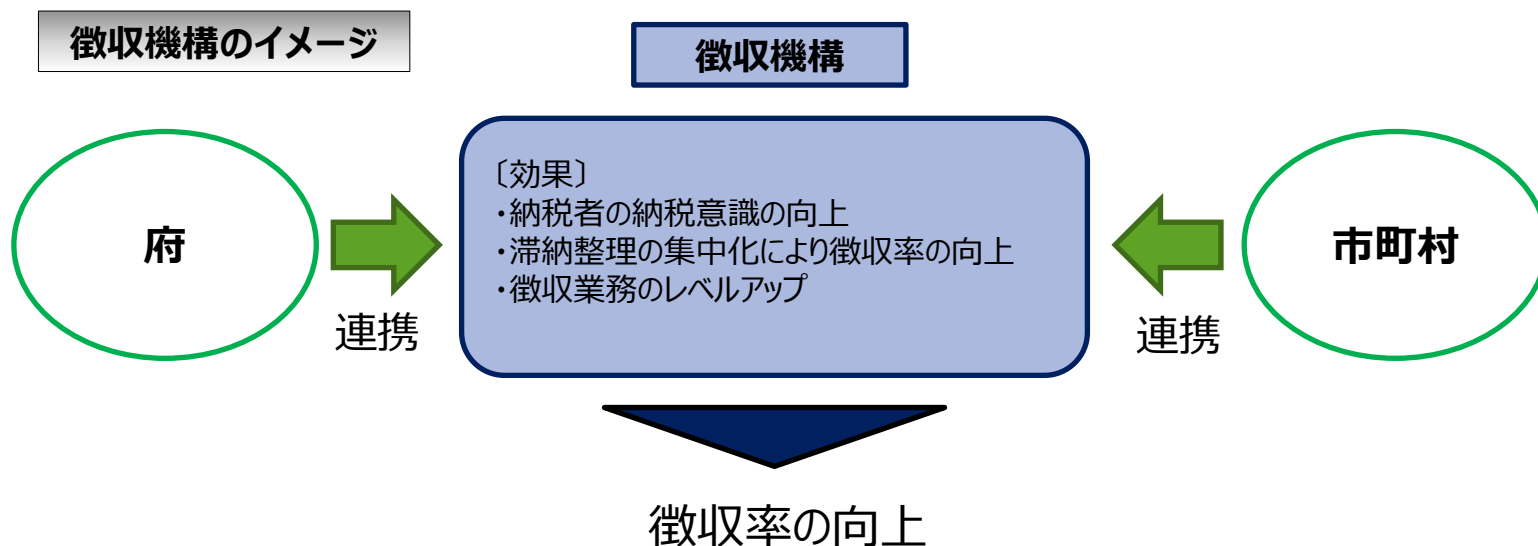 徴収機構のイメージ
徴収機構
府
連携
〔効果〕
・納税者の納税意識の向上
・滞納整理の集中化により徴収率の向上
・徴収業務のレベルアップ
連携
市町村
徴収率の向上